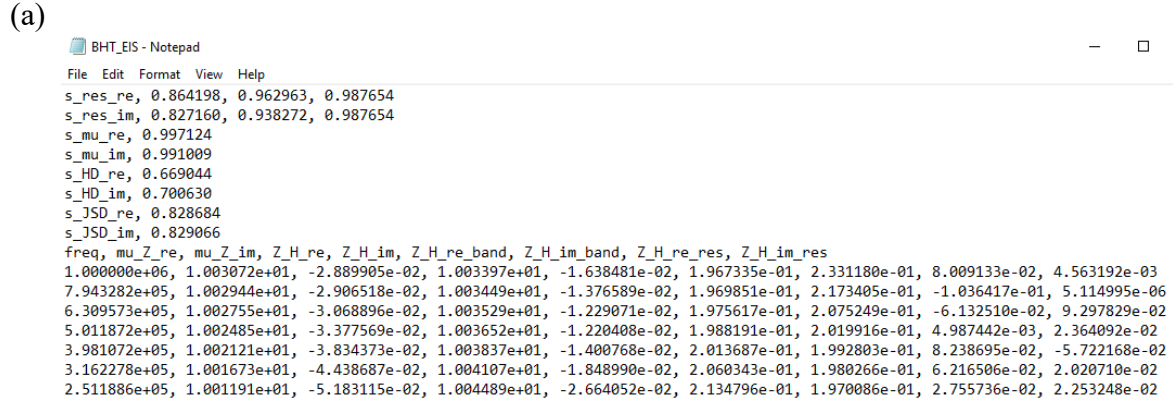 (a)
BHT_EIS - Notepad
File Edit Format View Help
s_res_re, 0.864198, 0.962963, 0.987654
s_res_im, 0.827160, 0.938272, 0.987654
s_mu_re, 0.997124
s_mu_im, 0.991009
s_HD_re, 0.669044
s_HD_im, 0.700630
s_JSD_re, 0.828684
s_JSD_im, 0.829066
freq, mu_Z_re, mu_Z_im, Z_H_re, Z_H_im, Z_H_re_band, Z_H_im_band, Z_H_re_res, Z_H_im_res
1.000000e+06, 1.003072e+01, -2.889905e-02, 1.003397e+01, -1.638481e-02, 1.967335e-01, 2.331180e-01, 8.009133e-02, 4.563192e-03
7.943282e+05, 1.002944e+01, -2.906518e-02, 1.003449e+01, -1.376589e-02, 1.969851e-01, 2.173405e-01, -1.036417e-01, 5.114995e-06
6.309573e+05, 1.002755e+01, -3.068896e-02, 1.003529e+01, -1.229071e-02, 1.975617e-01, 2.075249e-01, -6.132510e-02, 9.297829e-02
5.011872e+05, 1.002485e+01, -3.377569e-02, 1.003652e+01, -1.220408e-02, 1.988191e-01, 2.019916e-01, 4.987442e-03, 2.364092e-02
3.981072e+05, 1.002121e+01, -3.834373e-02, 1.003837e+01, -1.400768e-02, 2.013687e-01, 1.992803e-01, 8.238695e-02, -5.722168e-02
3.162278e+05, 1.001673e+01, -4.438687e-02, 1.004107e+01, -1.848990e-02, 2.060343e-01, 1.980266e-01, 6.216506e-02, 2.020710e-02
2.511886e+05, 1.001191e+01, -5.183115e-02, 1.004489e+01, -2.664052e-02, 2.134796e-01, 1.970086e-01, 2.755736e-02, 2.253248e-02